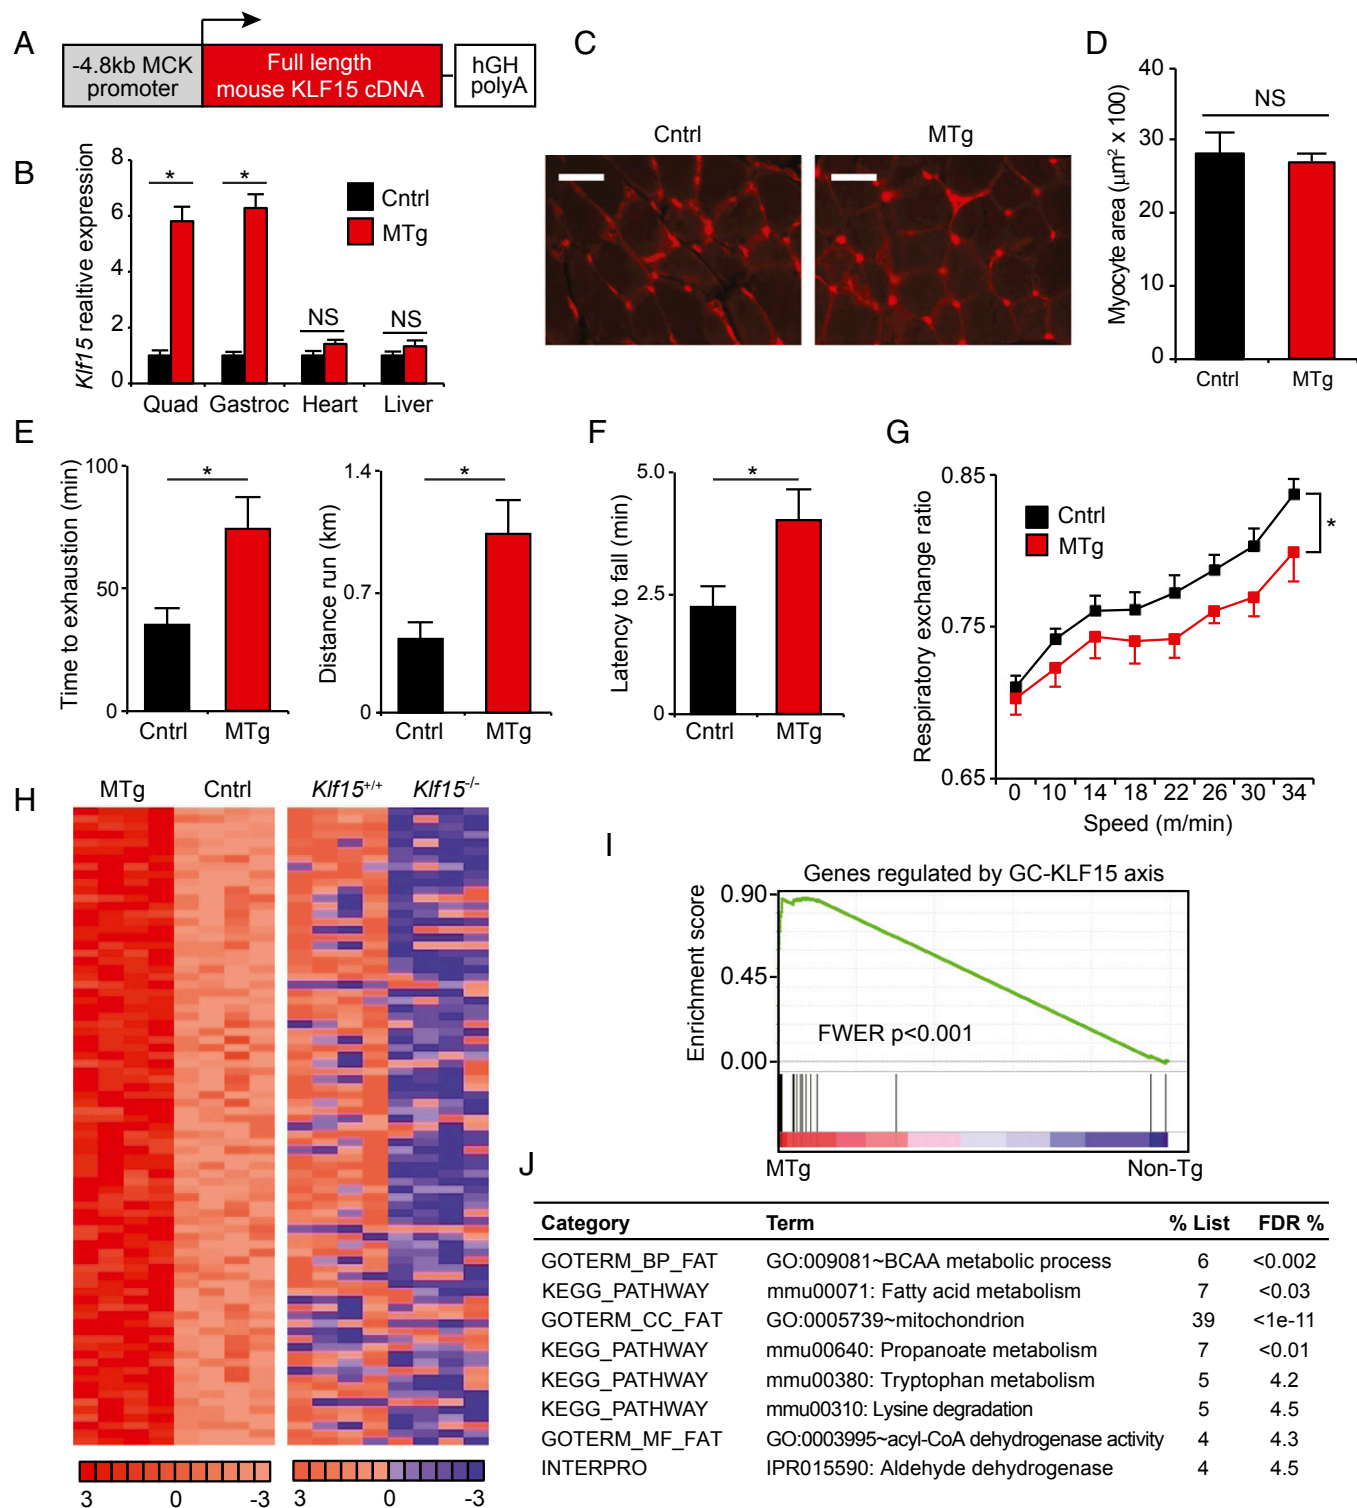 A
-4.8kb MCK
promoter
Full length
mouse KLF15 cDNA
hGH
polyA
B
Klf15 realtive expression
8
6
4
2
0
*
*
NS
NS
Cntrl
MTg
Quad
Gastroc
Heart
Liver
C
Cntrl
MTg
D
Myocyte area (µm² x 100)
40
30
20
10
0
NS
Cntrl
MTg
E
Time to exhaustion (min)
100
50
0
*
Cntrl
MTg
Distance run (km)
1.4
0.7
0
*
Cntrl
MTg
F
Latency to fall (min)
5.0
2.5
0
*
Cntrl
MTg
G
Respiratory exchange ratio
0.85
0.75
0.65
Cntrl
MTg
*
0 10 14 18 22 26 30 34
Speed (m/min)
H
MTg
Cntrl
Klf15+/+
Klf15-/-
3 0 -3
3 0 -3
I
Genes regulated by GC-KLF15 axis
Enrichment score
0.90
0.45
0.00
FWER p<0.001
MTg
Non-Tg
J
Category Term % List FDR %
GOTERM_BP_FAT GO:009081~BCAA metabolic process 6 <0.002
KEGG_PATHWAY mmu00071: Fatty acid metabolism 7 <0.03
GOTERM_CC_FAT GO:0005739~mitochondrion 39 <1e-11
KEGG_PATHWAY mmu00640: Propanoate metabolism 7 <0.01
KEGG_PATHWAY mmu00380: Tryptophan metabolism 5 4.2
KEGG_PATHWAY mmu00310: Lysine degradation 5 4.5
GOTERM_MF_FAT GO:0003995~acyl-CoA dehydrogenase activity 4 4.3
INTERPRO IPR015590: Aldehyde dehydrogenase 4 4.5